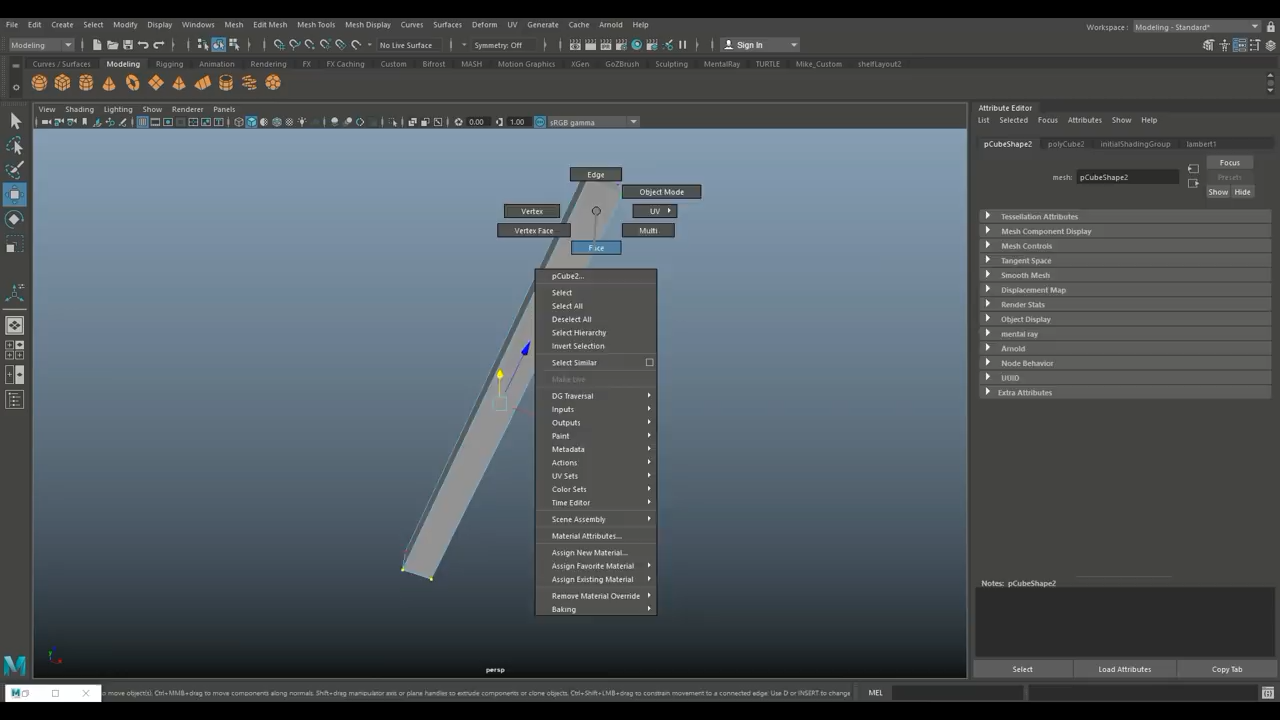 File Edit Create Select Modify Display Windows Mesh Edit Mesh Mesh Tools Mesh Display Curves Surfaces Deform UV Generate Cache Arnold Help
Workspace: Modeling - Standard*
Modeling No Live Surface Symmetry: Off Sign In
Curves / Surfaces Modeling Rigging Animation Rendering FX FX Caching Custom Bifrost MASH Motion Graphics XGen GoZBrush Sculpting MentalRay TURTLE Mike_Custom shelfLayout2
View Shading Lighting Show Renderer Panels
0.00 1.00 sRGB gamma
Attribute Editor
List Selected Focus Attributes Show Help
pCubeShape2 polyCube2 initialShadingGroup lambert1
mesh: pCubeShape2
Focus
Presets
Show Hide
Tessellation Attributes
Mesh Component Display
Mesh Controls
Tangent Space
Smooth Mesh
Displacement Map
Render Stats
Object Display
mental ray
Arnold
Node Behavior
UUID
Extra Attributes
Notes: pCubeShape2
Select Load Attributes Copy Tab
Edge
Object Mode
Vertex UV
Vertex Face Multi
Face
pCube2...
Select
Select All
Deselect All
Select Hierarchy
Invert Selection
Select Similar
Make Live
DG Traversal
Inputs
Outputs
Paint
Metadata
Actions
UV Sets
Color Sets
Time Editor
Scene Assembly
Material Attributes...
Assign New Material...
Assign Favorite Material
Assign Existing Material
Remove Material Override
Baking
persp
move object(s). Ctrl+MMB+drag to move components along normals. Shift+drag manipulator axis or plane handles to extrude components or clone objects. Ctrl+Shift+LMB+drag to constrain movement to a connected edge. Use D or INSERT to change
MEL